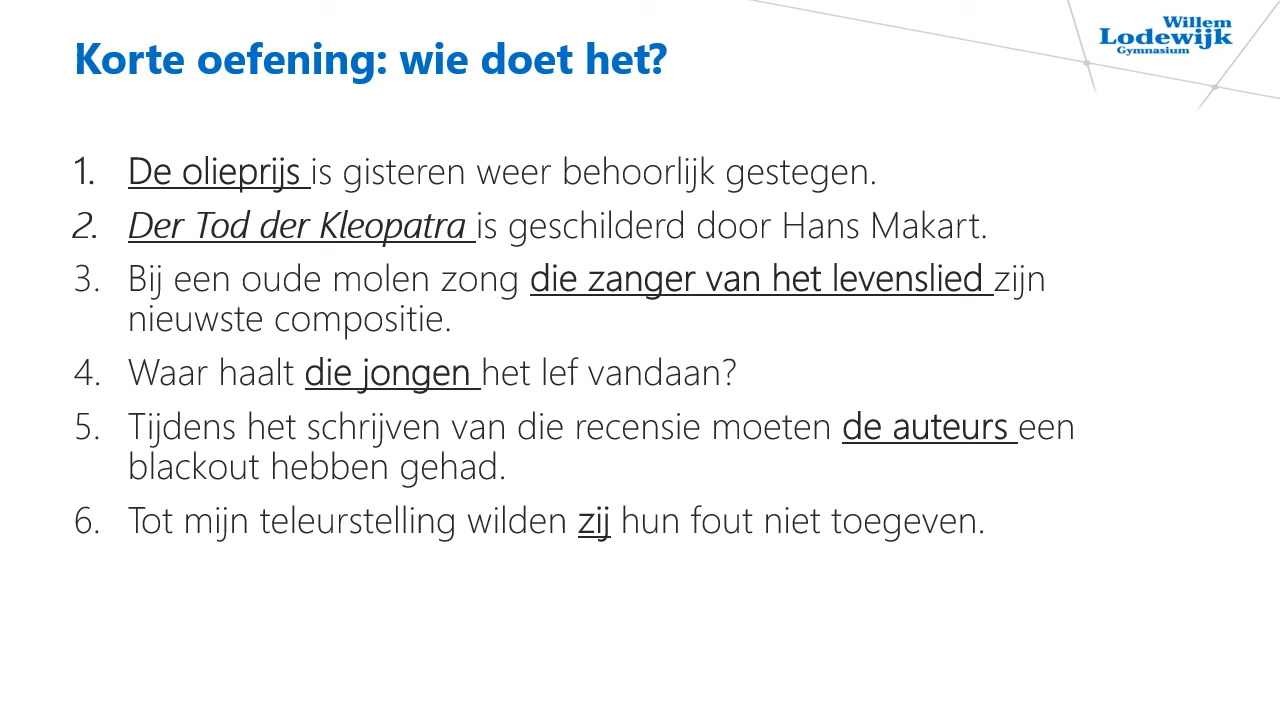 Willem
Lodewijk
Gymnasium
Korte oefening: wie doet het?
1. De olieprijs is gisteren weer behoorlijk gestegen.
2. Der Tod der Kleopatra is geschilderd door Hans Makart.
3. Bij een oude molen zong die zanger van het levenslied zijn
nieuwste compositie.
4. Waar haalt die jongen het lef vandaan?
5. Tijdens het schrijven van die recensie moeten de auteurs een
blackout hebben gehad.
6. Tot mijn teleurstelling wilden zij hun fout niet toegeven.